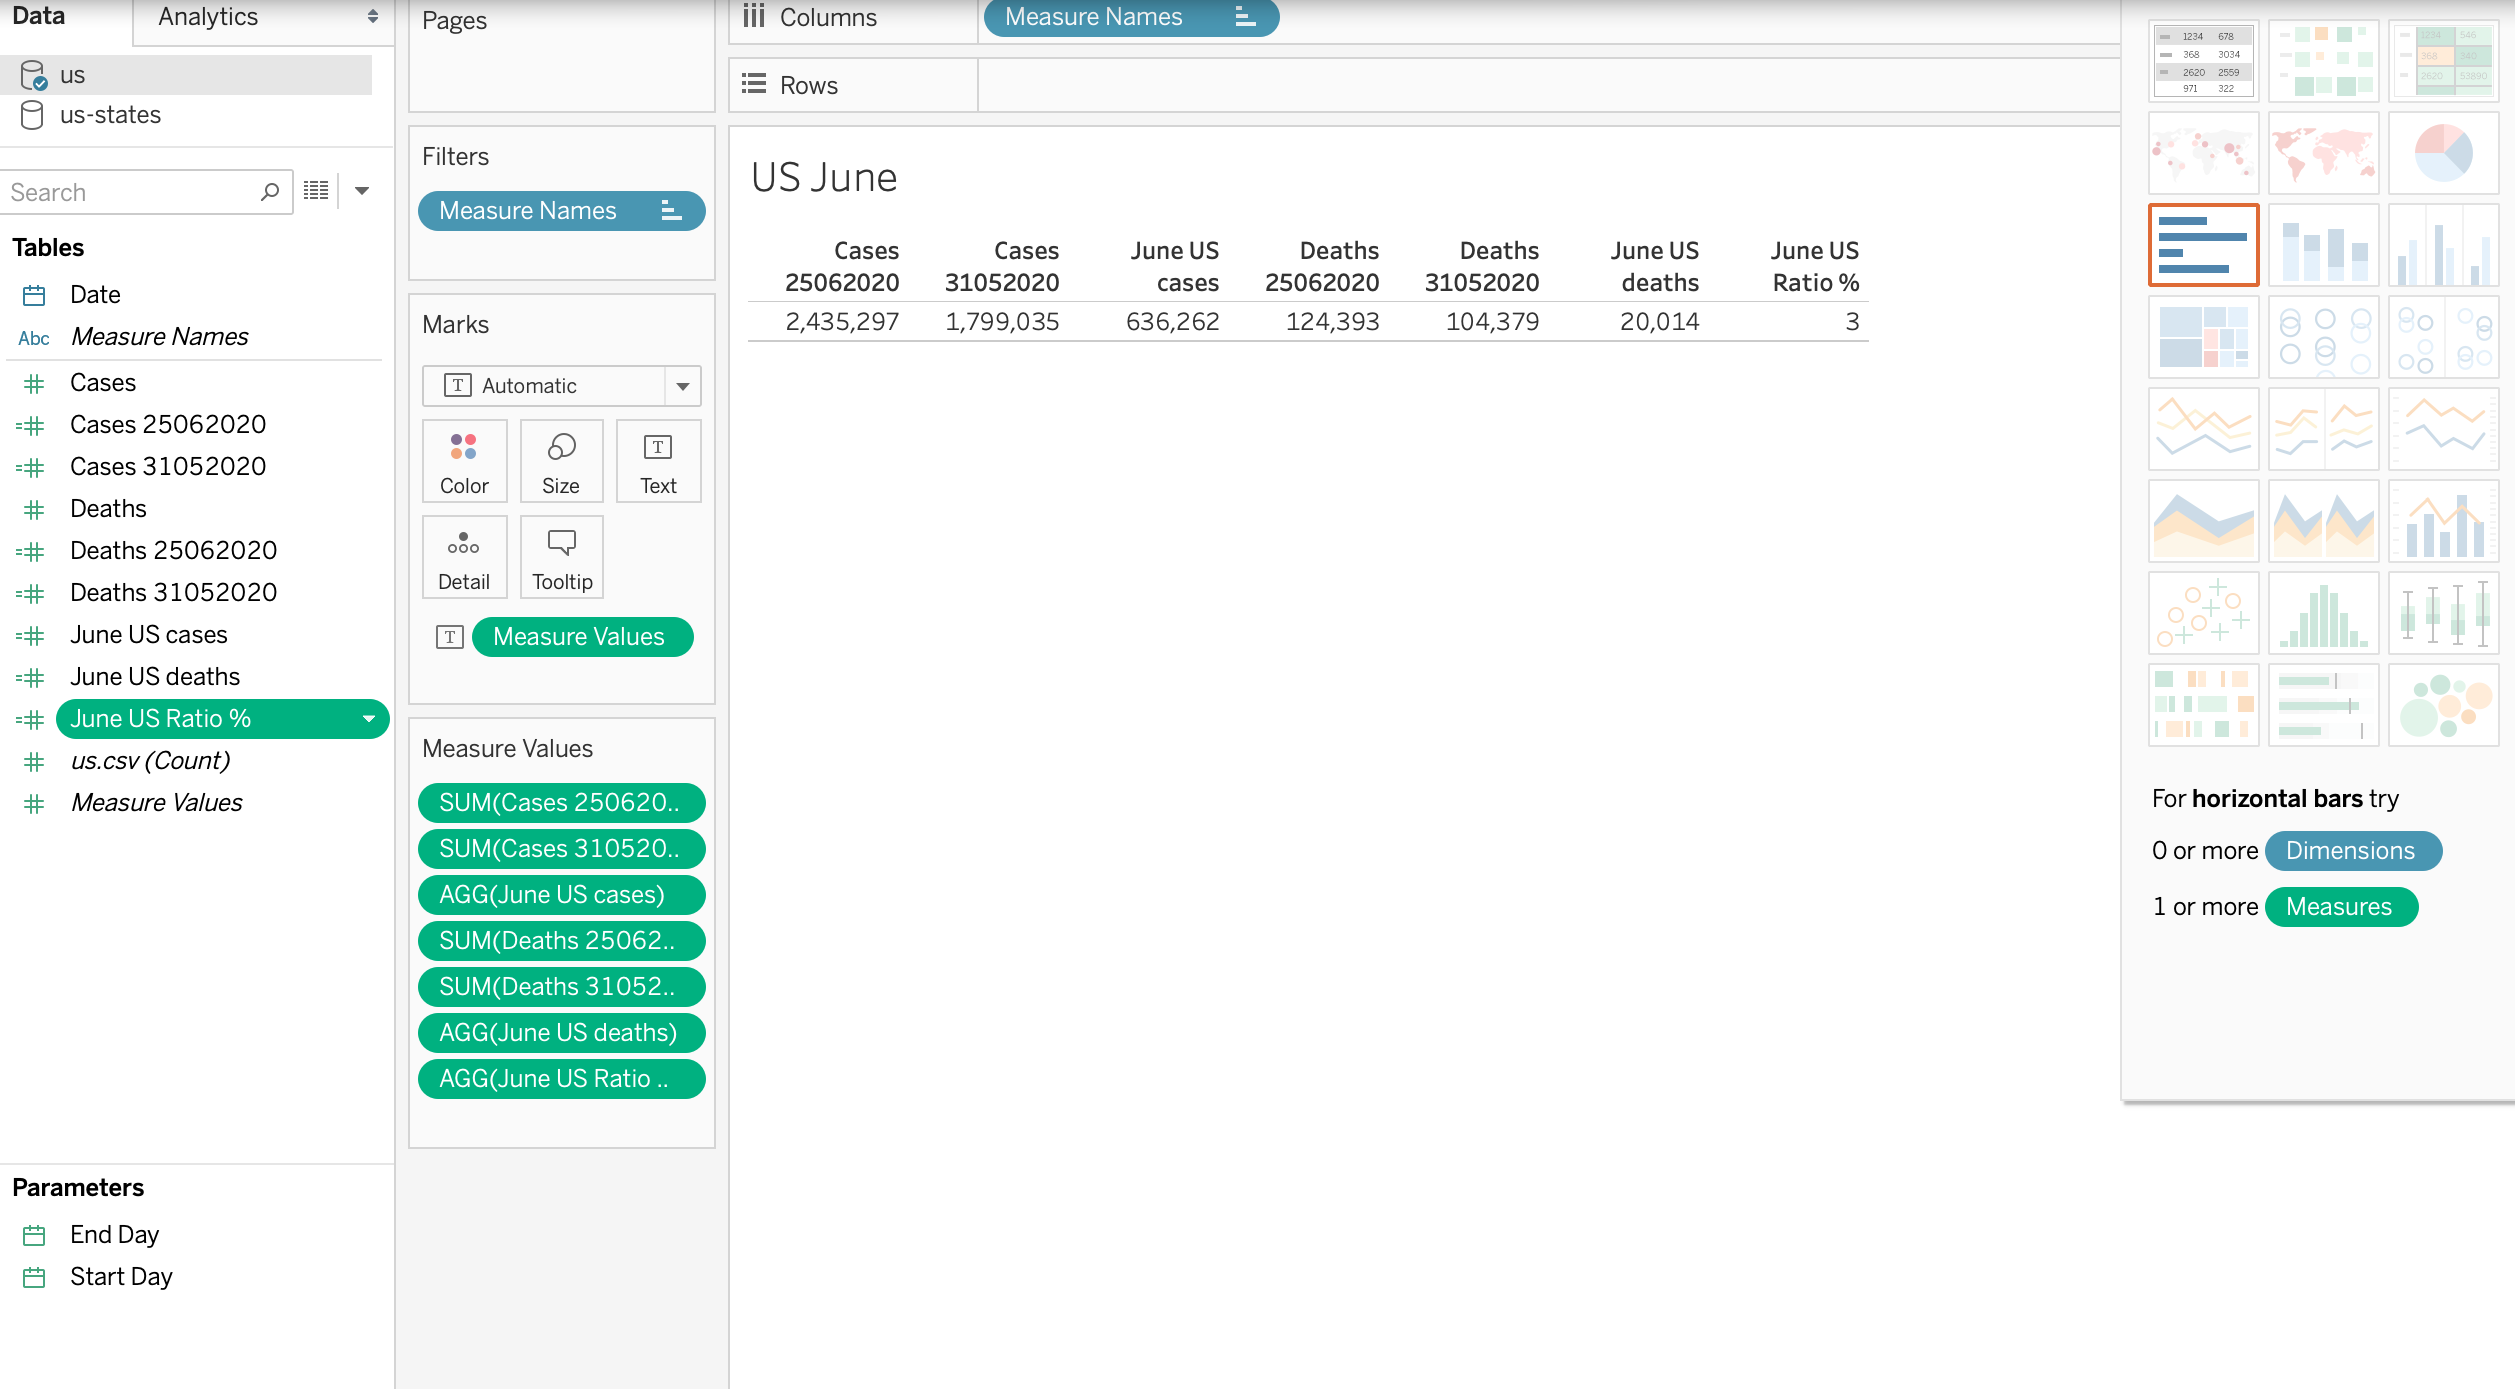 Data
Analytics
us
us-states
Search
Tables
Date
Abc Measure Names
Cases
Cases 25062020
Cases 31052020
Deaths
Deaths 25062020
Deaths 31052020
June US cases
June US deaths
June US Ratio %
us.csv (Count)
Measure Values
Parameters
End Day
Start Day
Pages
Filters
Measure Names
Marks
T Automatic
Color
Size
T
Text
Detail
Tooltip
T Measure Values
Measure Values
SUM(Cases 250620..
SUM(Cases 310520..
AGG(June US cases)
SUM(Deaths 25062..
SUM(Deaths 31052..
AGG(June US deaths)
AGG(June US Ratio ..
Columns
Measure Names
Rows
US June
Cases 25062020
Cases 31052020
June US cases
Deaths 25062020
Deaths 31052020
June US deaths
June US Ratio %
2,435,297 1,799,035 636,262 124,393 104,379 20,014 3
1234 678
368 3034
2620 2559
971 322
1234 546
368 340
2620 53890
For horizontal bars try
0 or more Dimensions
1 or more Measures